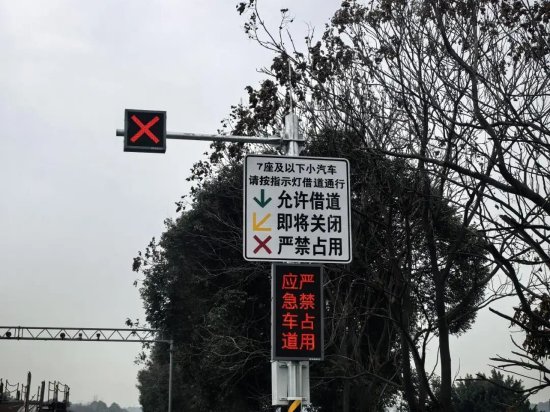 7座及以下小汽车
请按指示灯借道通行
允许借道
即将关闭
严禁占用
严禁占用
应急车道